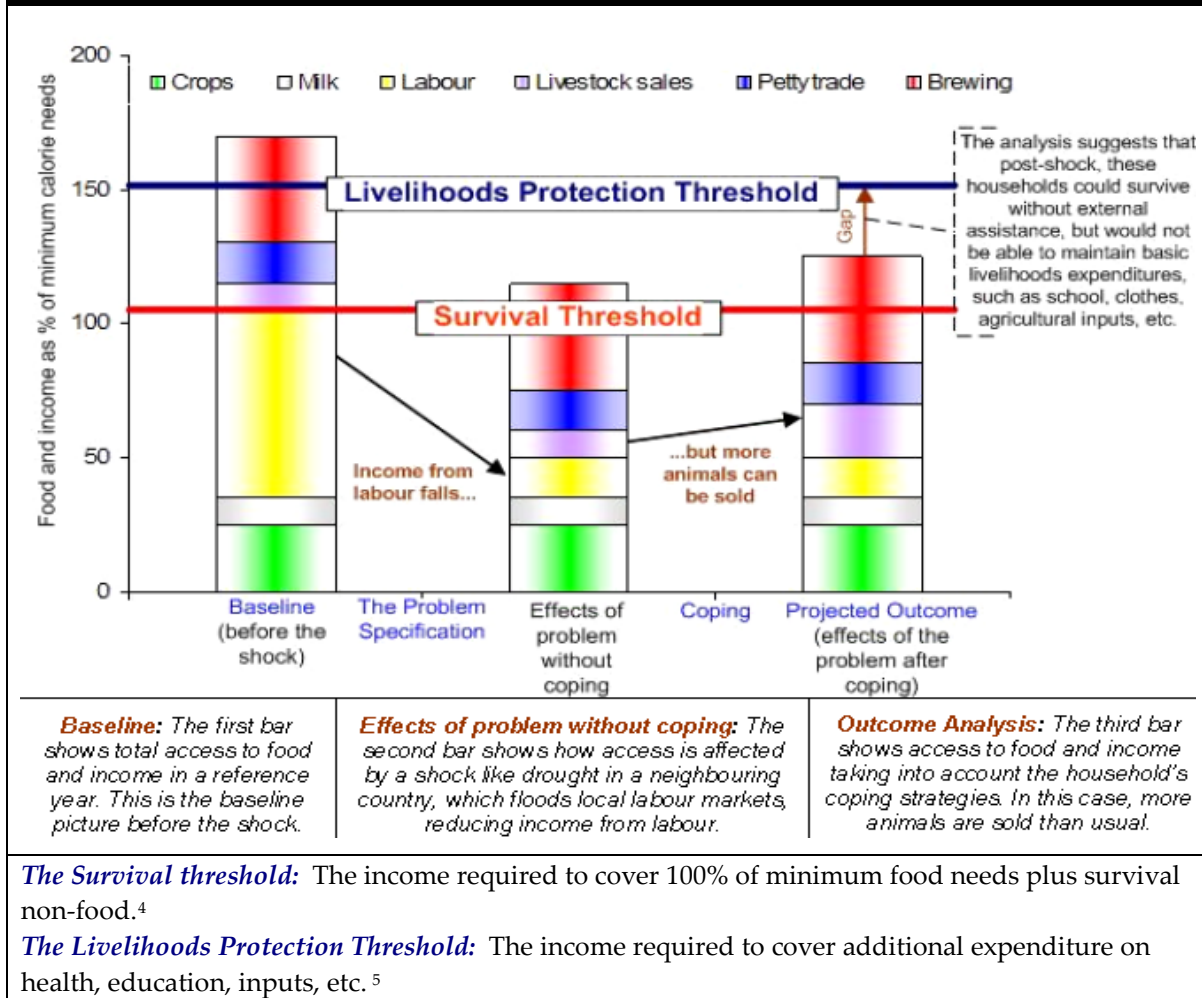 200
150
100
50
0
Food and income as % of minimum calorie needs
Crops Milk Labour Livestock sales Petty trade Brewing
Livelihoods Protection Threshold
Survival Threshold
Gap
The analysis suggests that
post-shock, these
households could survive
without external
assistance, but would not
be able to maintain basic
livelihoods expenditures,
such as school, clothes,
agricultural inputs, etc.
Income from
labour falls...
...but more
animals can
be sold
Baseline
(before the
shock)
The Problem
Specification
Effects of
problem
without
coping
Coping
Projected Outcome
(effects of the
problem after
coping)
Baseline: The first bar
shows total access to food
and income in a reference
year. This is the baseline
picture before the shock.
Effects of problem without coping: The
second bar shows how access is affected
by a shock like drought in a neighbouring
country, which floods local labour markets,
reducing income from labour.
Outcome Analysis: The third bar
shows access to food and income
taking into account the household's
coping strategies. In this case, more
animals are sold than usual.
The Survival threshold: The income required to cover 100% of minimum food needs plus survival
non-food.⁴
The Livelihoods Protection Threshold: The income required to cover additional expenditure on
health, education, inputs, etc. ⁵